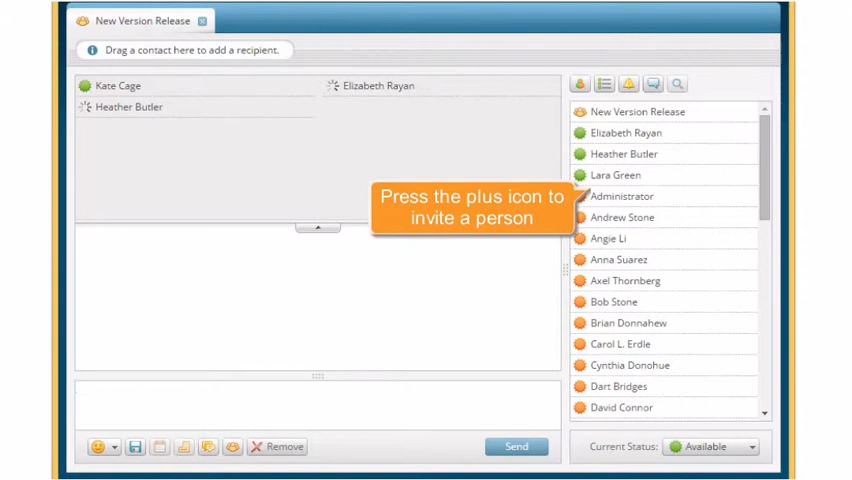 New Version Release
Drag a contact here to add a recipient.
Kate Cage
Elizabeth Rayan
Heather Butler
New Version Release
Elizabeth Rayan
Heather Butler
Lara Green
Press the plus icon to
invite a person
Administrator
Andrew Stone
Angie Li
Anna Suarez
Axel Thornberg
Bob Stone
Brian Donnahew
Carol L. Erdle
Cynthia Donohue
Dart Bridges
David Connor
Remove
Send
Current Status:
Available